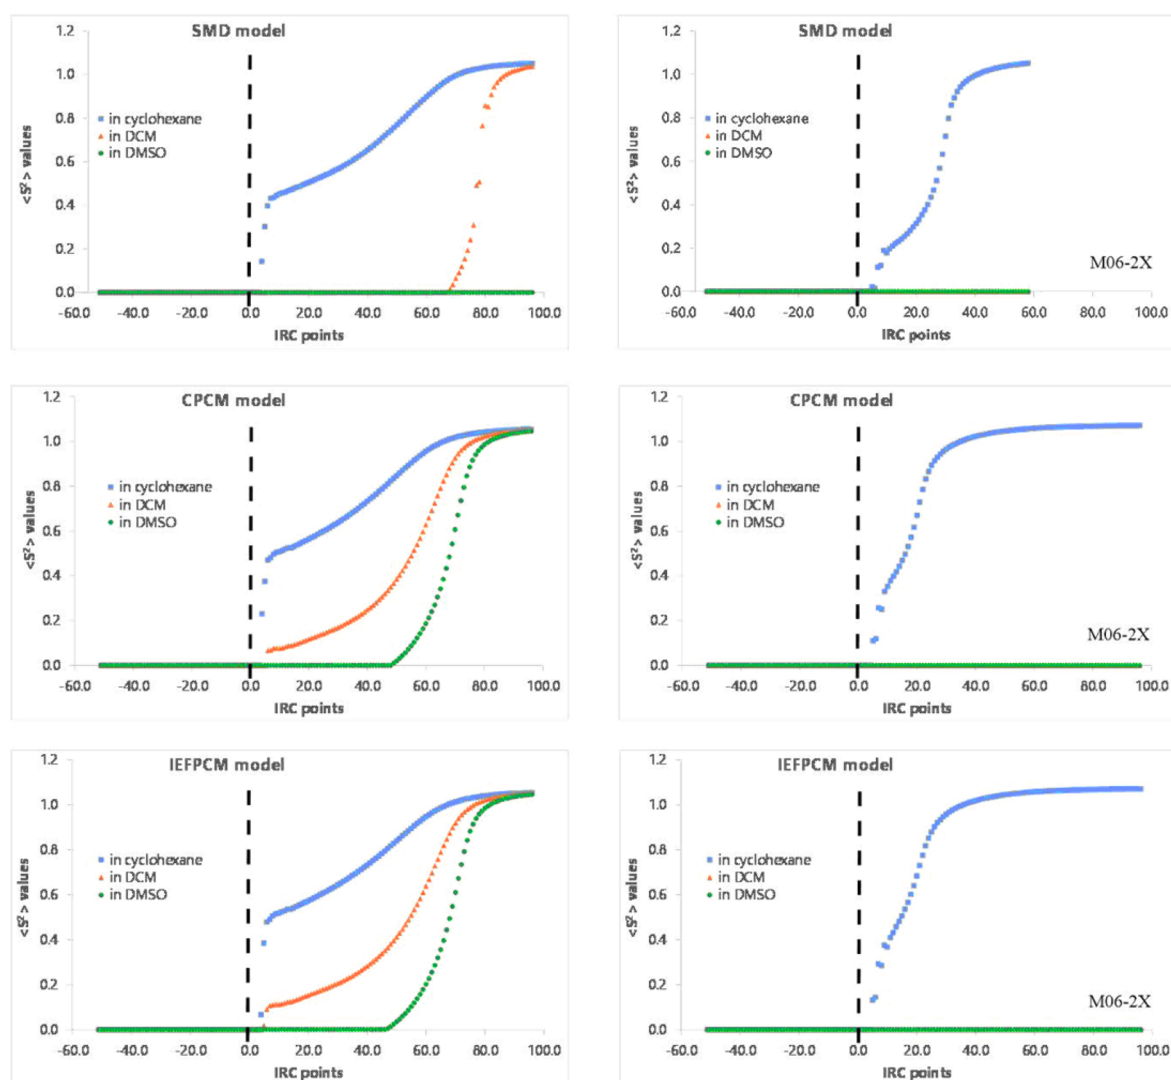 SMD model
1.2
1.0
0.8
0.6
0.4
0.2
0.0
<S²> values
in cyclohexane
in DCM
in DMSO
-60.0 -40.0 -20.0 0.0 20.0 40.0 60.0 80.0 100.0
IRC points
SMD model
1.2
1.0
0.8
0.6
0.4
0.2
0.0
<S²> values
in cyclohexane
in DCM
in DMSO
M06-2X
-60.0 -40.0 -20.0 0.0 20.0 40.0 60.0 80.0 100.0
IRC points
CPCM model
1.2
1.0
0.8
0.6
0.4
0.2
0.0
<S²> values
in cyclohexane
in DCM
in DMSO
-60.0 -40.0 -20.0 0.0 20.0 40.0 60.0 80.0 100.0
IRC points
CPCM model
1.2
1.0
0.8
0.6
0.4
0.2
0.0
<S²> values
in cyclohexane
in DCM
in DMSO
M06-2X
-60.0 -40.0 -20.0 0.0 20.0 40.0 60.0 80.0 100.0
IRC points
IEFPCM model
1.2
1.0
0.8
0.6
0.4
0.2
0.0
<S²> values
in cyclohexane
in DCM
in DMSO
-60.0 -40.0 -20.0 0.0 20.0 40.0 60.0 80.0 100.0
IRC points
IEFPCM model
1.2
1.0
0.8
0.6
0.4
0.2
0.0
<S²> values
in cyclohexane
in DCM
in DMSO
M06-2X
-60.0 -40.0 -20.0 0.0 20.0 40.0 60.0 80.0 100.0
IRC points